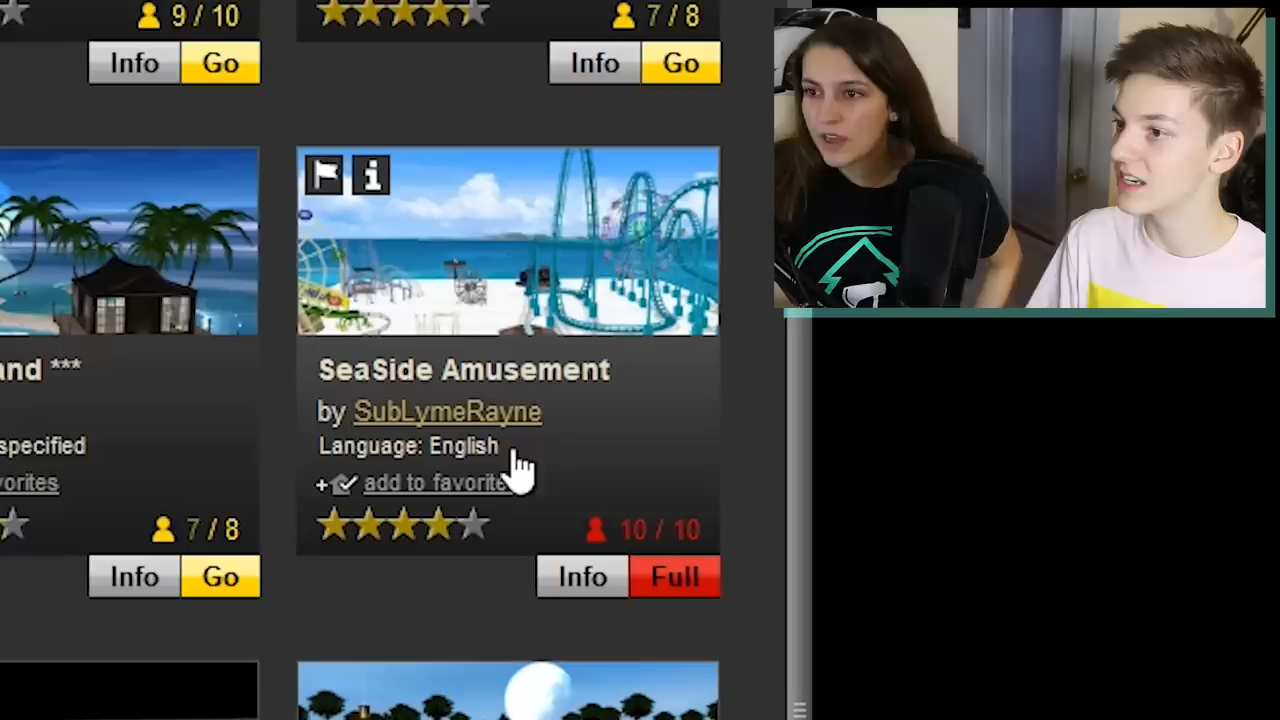 9 / 10
7 / 8
Info Go
Info Go
and ***
specified
vorites
7 / 8
Info Go
SeaSide Amusement
by SubLymeRayne
Language: English
+ add to favorite
10 / 10
Info Full